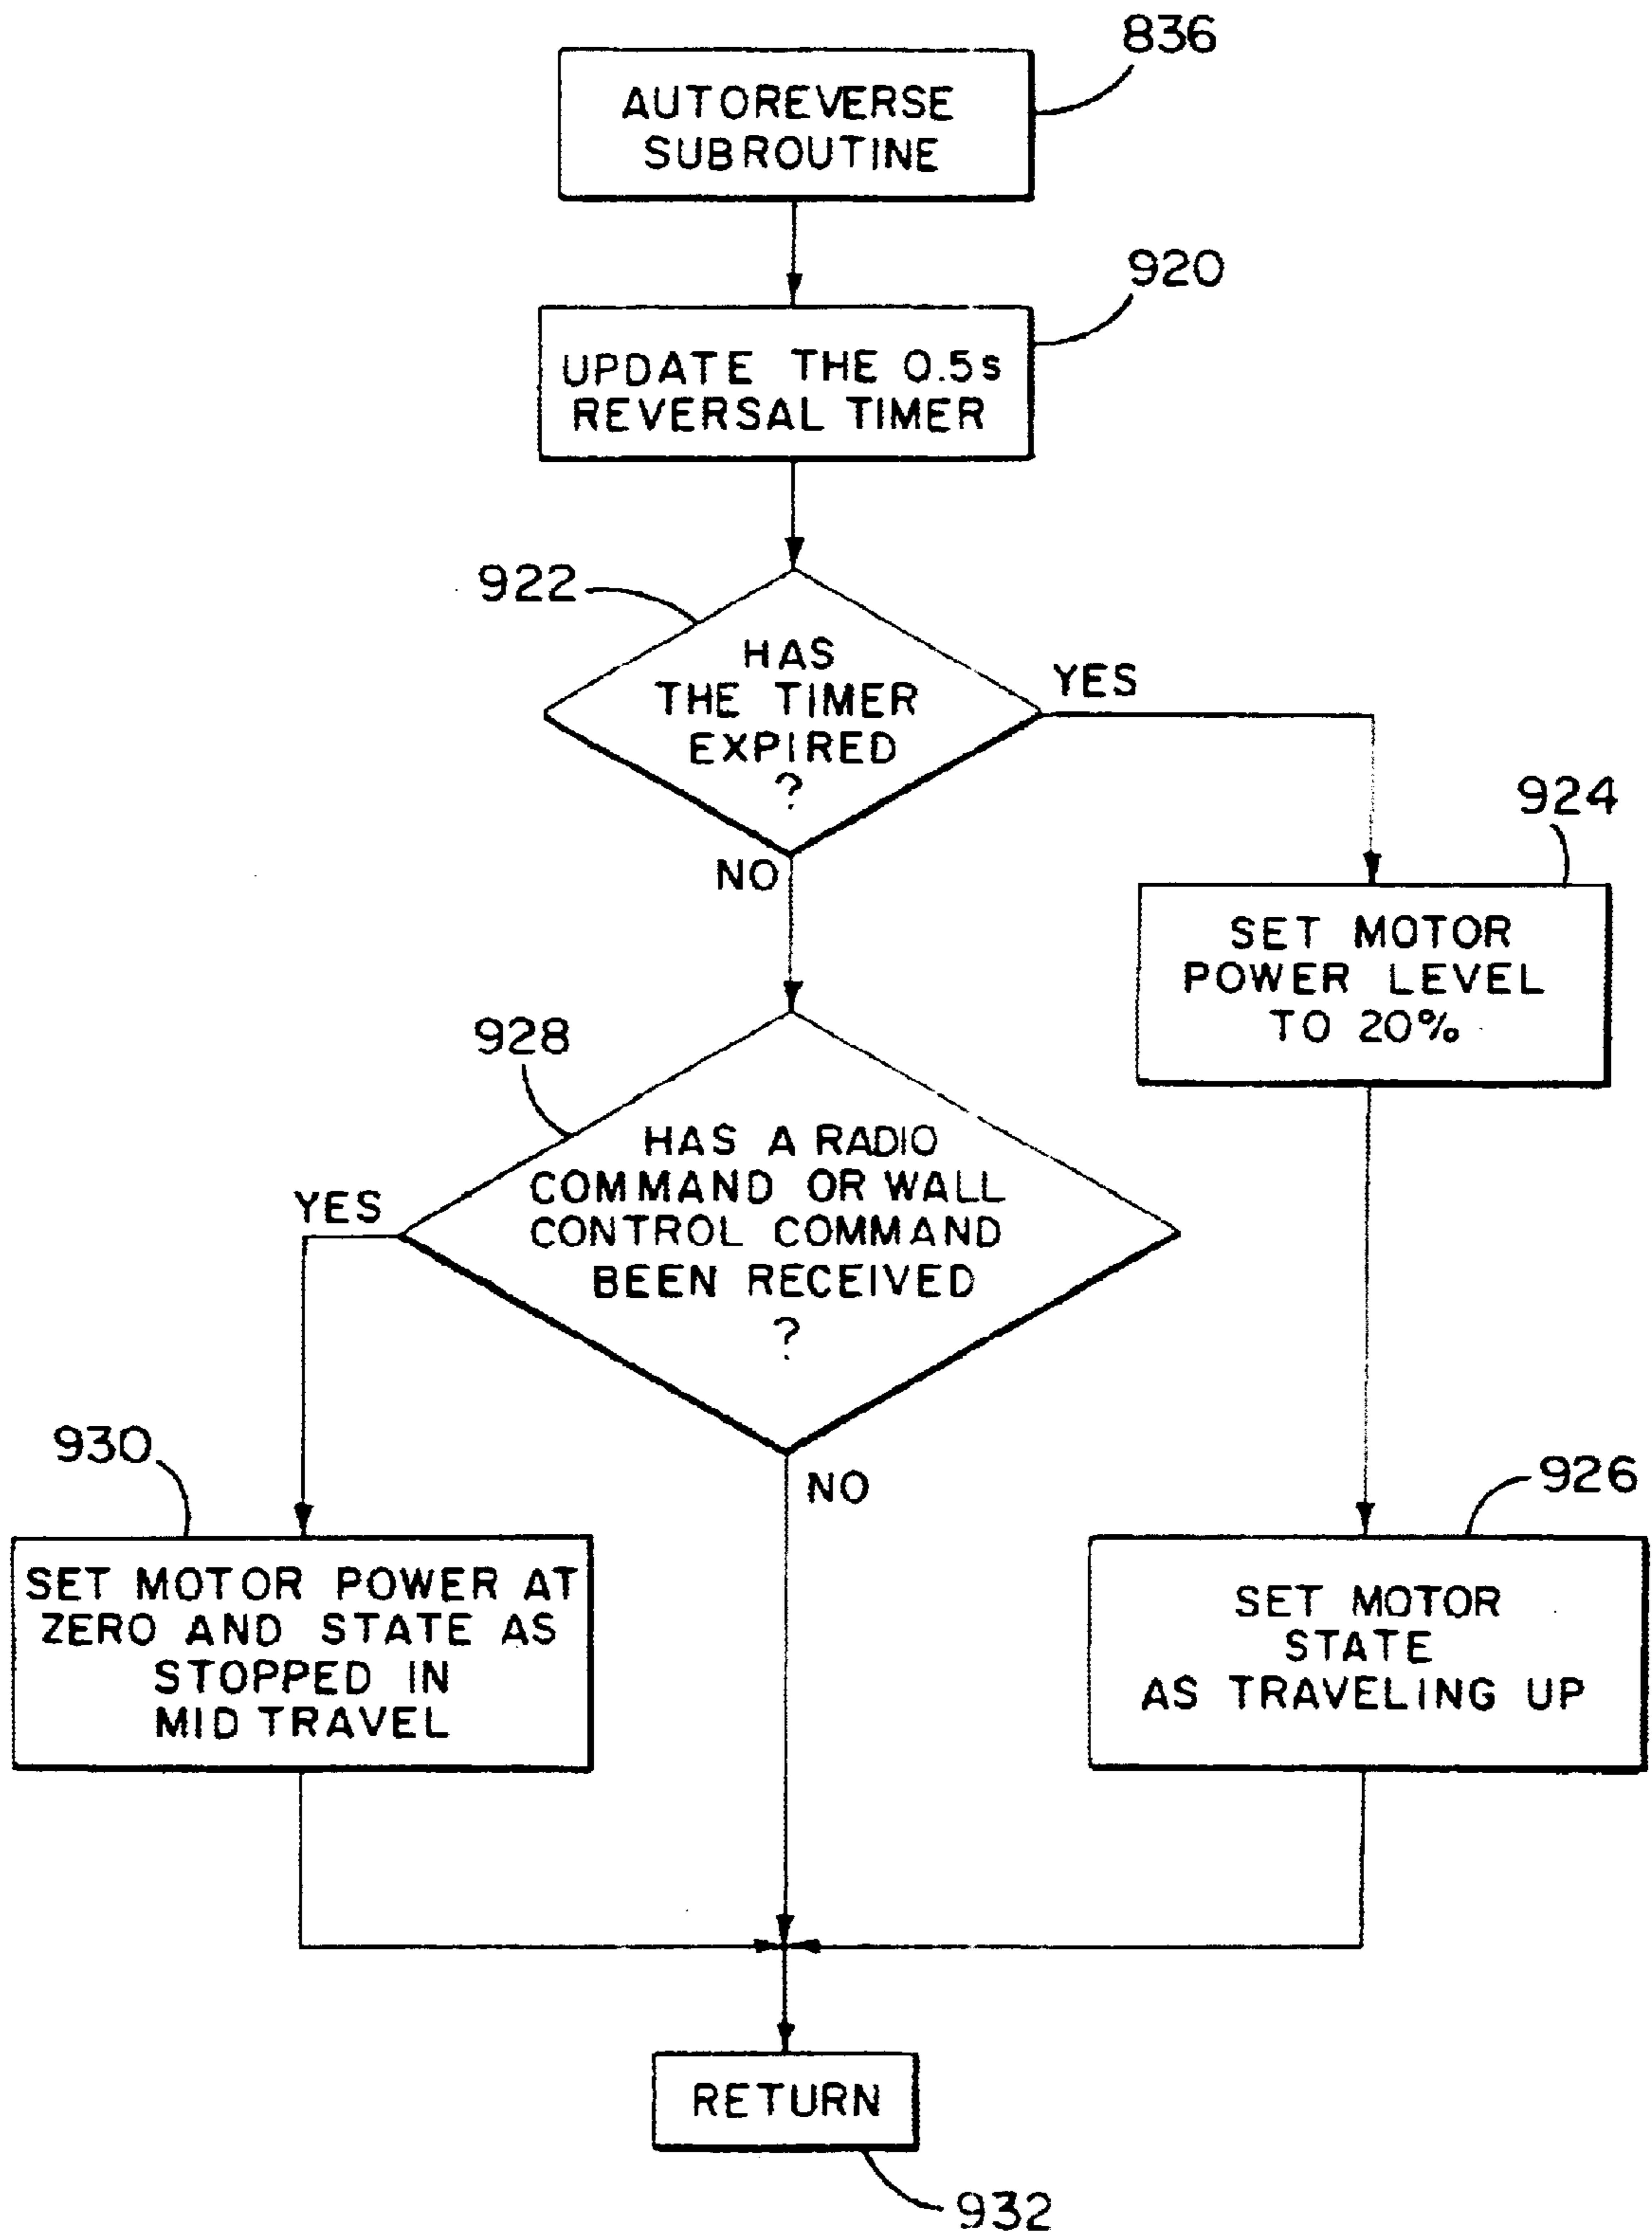 836
AUTOREVERSE
SUBROUTINE
920
UPDATE THE 0.5s
REVERSAL TIMER
922
HAS
THE TIMER
EXPIRED
?
YES
NO
924
SET MOTOR
POWER LEVEL
TO 20%
928
HAS A RADIO
COMMAND OR WALL
CONTROL COMMAND
BEEN RECEIVED
?
YES
NO
930
SET MOTOR POWER AT
ZERO AND STATE AS
STOPPED IN
MID TRAVEL
926
SET MOTOR
STATE
AS TRAVELING UP
RETURN
932